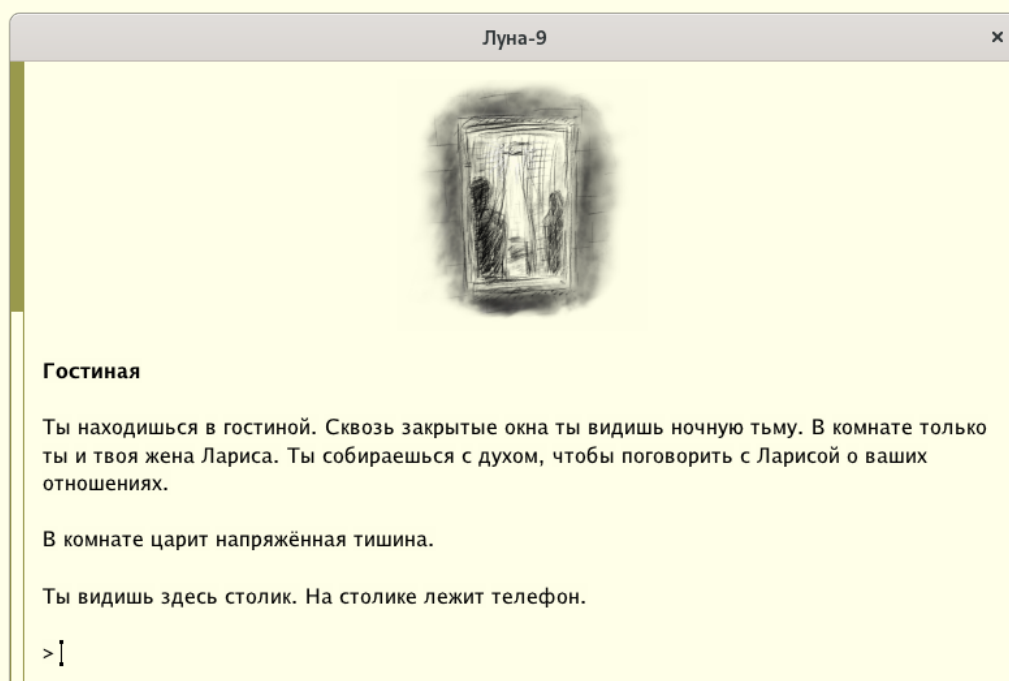 Луна-9
×
Гостиная
Ты находишься в гостиной. Сквозь закрытые окна ты видишь ночную тьму. В комнате только
ты и твоя жена Лариса. Ты собираешься с духом, чтобы поговорить с Ларисой о ваших
отношениях.
В комнате царит напряжённая тишина.
Ты видишь здесь столик. На столике лежит телефон.
>